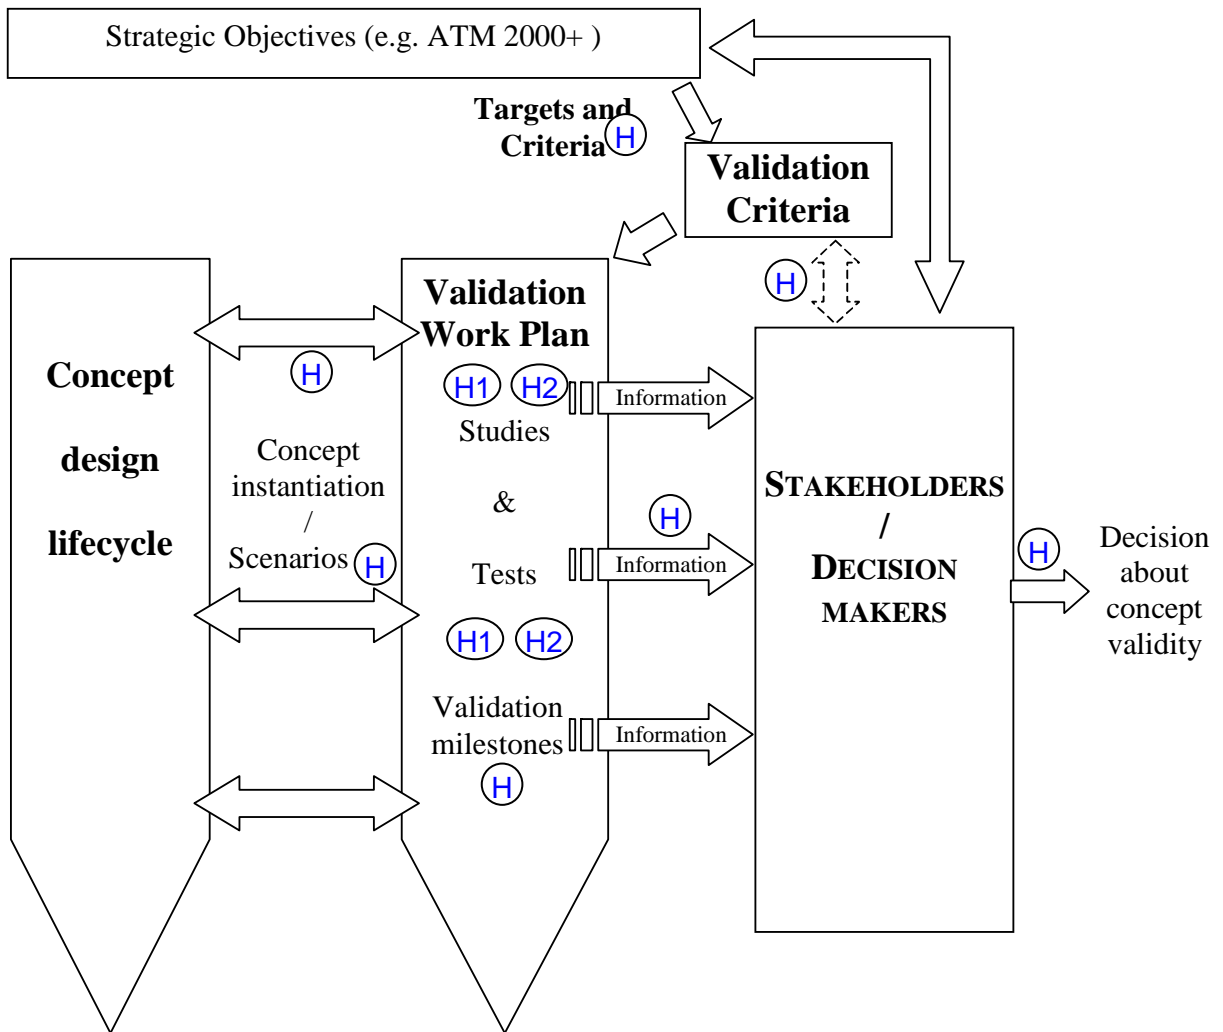 Strategic Objectives (e.g. ATM 2000+ )
Targets and
Criteria H
Validation
Criteria
H
Concept
design
lifecycle
H
Concept
instantiation
/
Scenarios H
Validation
Work Plan
H1 H2
Studies
&
Tests
H1 H2
Validation
milestones
H
Information
H
Information
Information
STAKEHOLDERS
/
DECISION
MAKERS
H
Decision
about
concept
validity